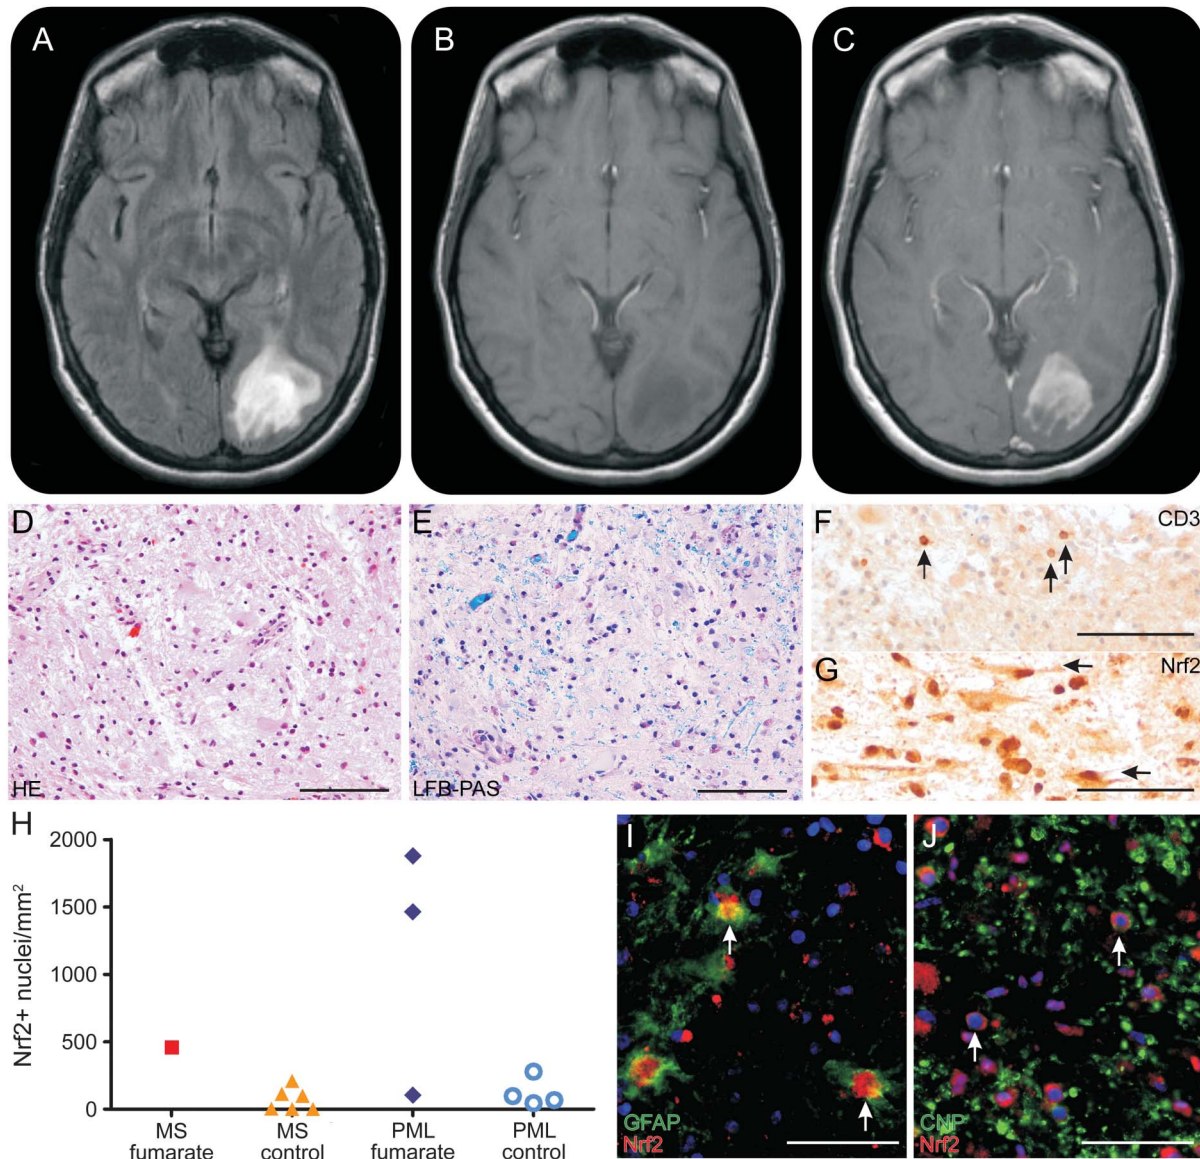 A
B
C
D
HE
E
LFB-PAS
F
CD3
G
Nrf2
H
Nrf2+ nuclei/mm²
2000
1500
1000
500
0
MS
fumarate
MS
control
PML
fumarate
PML
control
I
GFAP
Nrf2
J
CNP
Nrf2